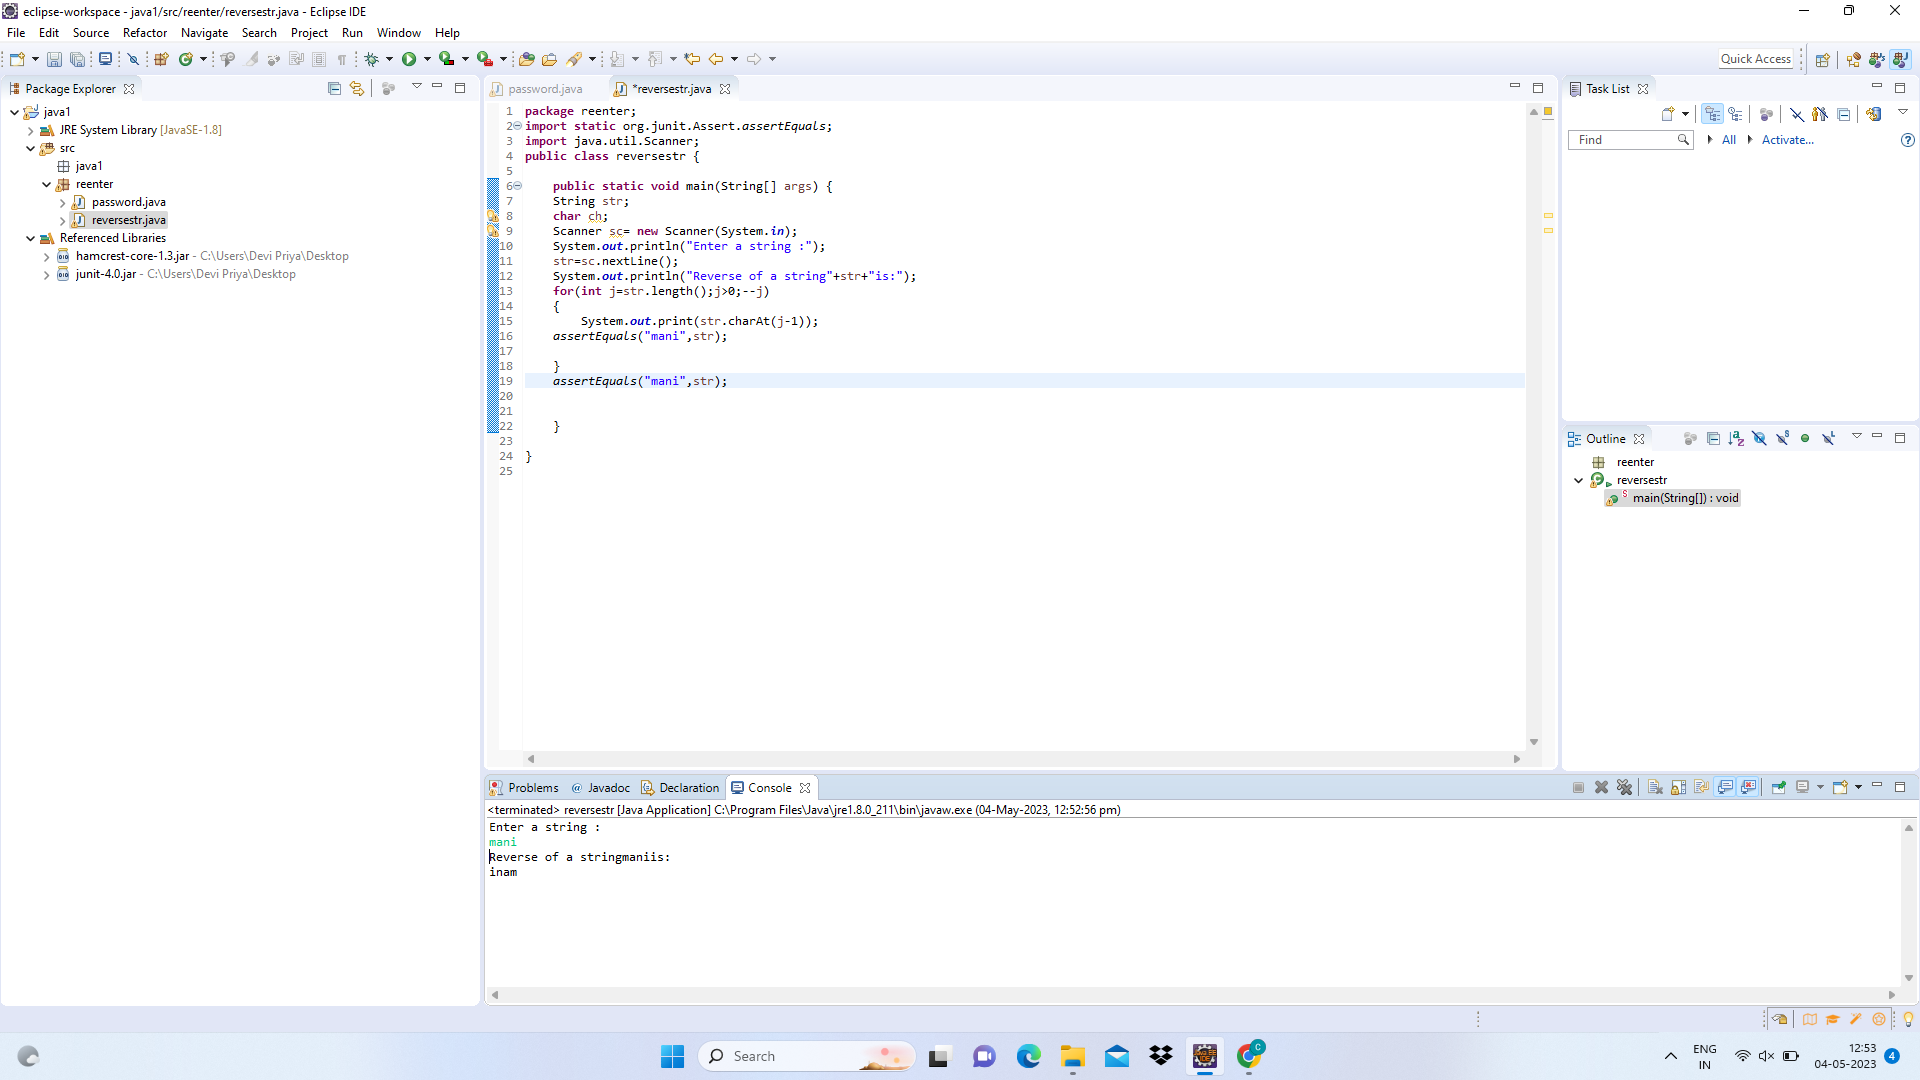 eclipse-workspace - java1/src/reenter/reversestr.java - Eclipse IDE
File Edit Source Refactor Navigate Search Project Run Window Help
Quick Access
Package Explorer
java1
JRE System Library [JavaSE-1.8]
src
java1
reenter
password.java
reversestr.java
Referenced Libraries
hamcrest-core-1.3.jar - C:\Users\Devi Priya\Desktop
junit-4.0.jar - C:\Users\Devi Priya\Desktop
password.java *reversestr.java
1 package reenter;
2 import static org.junit.Assert.assertEquals;
3 import java.util.Scanner;
4 public class reversestr {
5
6 public static void main(String[] args) {
7 String str;
8 char ch;
9 Scanner sc= new Scanner(System.in);
10 System.out.println("Enter a string :");
11 str=sc.nextLine();
12 System.out.println("Reverse of a string"+str+"is:");
13 for(int j=str.length();j>0;--j)
14 {
15 System.out.print(str.charAt(j-1));
16 assertEquals("mani",str);
17
18 }
19 assertEquals("mani",str);
20
21
22 }
23
24 }
25
Task List
Find All Activate...
Outline
reenter
reversestr
main(String[]) : void
Problems @ Javadoc Declaration Console
<terminated> reversestr [Java Application] C:\Program Files\Java\jre1.8.0_211\bin\javaw.exe (04-May-2023, 12:52:56 pm)
Enter a string :
mani
Reverse of a stringmaniis:
inam
Search
ENG
IN
12:53
04-05-2023
4